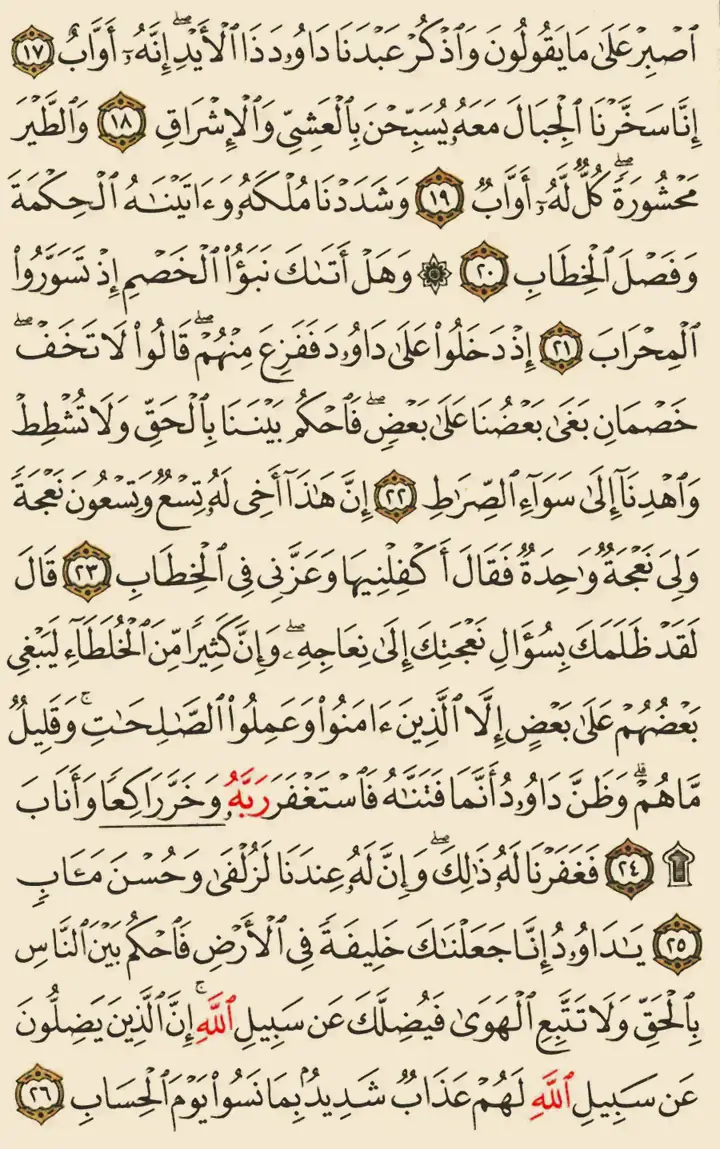 ٱصْبِرْ عَلَىٰ مَا يَقُولُونَ وَٱذْكُرْ عَبْدَنَا دَاوُۥدَ ذَا ٱلْأَيْدِ ۖ إِنَّهُۥٓ أَوَّابٌ ١٧
إِنَّا سَخَّرْنَا ٱلْجِبَالَ مَعَهُۥ يُسَبِّحْنَ بِٱلْعَشِىِّ وَٱلْإِشْرَاقِ ١٨ وَٱلطَّيْرَ
مَحْشُورَةً ۖ كُلٌّ لَّهُۥٓ أَوَّابٌ ١٩ وَشَدَدْنَا مُلْكَهُۥ وَءَاتَيْنَـٰهُ ٱلْحِكْمَةَ
وَفَصْلَ ٱلْخِطَابِ ٢٠ ۞ وَهَلْ أَتَىٰكَ نَبَؤُا۟ ٱلْخَصْمِ إِذْ تَسَوَّرُوا۟
ٱلْمِحْرَابَ ٢١ إِذْ دَخَلُوا۟ عَلَىٰ دَاوُۥدَ فَفَزِعَ مِنْهُمْ ۖ قَالُوا۟ لَا تَخَفْ ۖ
خَصْمَانِ بَغَىٰ بَعْضُنَا عَلَىٰ بَعْضٍ ۖ فَٱحْكُم بَيْنَنَا بِٱلْحَقِّ وَلَا تُشْطِطْ
وَٱهْدِنَآ إِلَىٰ سَوَآءِ ٱلصِّرَٰطِ ٢٢ إِنَّ هَـٰذَآ أَخِى لَهُۥ تِسْعٌ وَتِسْعُونَ نَعْجَةً
وَلِىَ نَعْجَةٌ وَٰحِدَةٌ فَقَالَ أَكْفِلْنِيهَا وَعَزَّنِى فِى ٱلْخِطَابِ ٢٣ قَالَ
لَقَدْ ظَلَمَكَ بِسُؤَالِ نَعْجَتِكَ إِلَىٰ نِعَاجِهِۦ ۖ وَإِنَّ كَثِيرًا مِّنَ ٱلْخُلَطَآءِ لَيَبْغِى
بَعْضُهُمْ عَلَىٰ بَعْضٍ إِلَّا ٱلَّذِينَ ءَامَنُوا۟ وَعَمِلُوا۟ ٱلصَّـٰلِحَـٰتِ ۚ وَقَلِيلٌ
مَّا هُمْ ۗ وَظَنَّ دَاوُۥدُ أَنَّمَا فَتَنَّـٰهُ فَٱسْتَغْفَرَ رَبَّهُۥ وَخَرَّ رَاكِعًا وَأَنَابَ
۩ ٢٤ فَغَفَرْنَا لَهُۥ ذَٰلِكَ ۖ وَإِنَّ لَهُۥ عِندَنَا لَزُلْفَىٰ وَحُسْنَ مَـَٔابٍ
٢٥ يَـٰدَاوُۥدُ إِنَّا جَعَلْنَـٰكَ خَلِيفَةً فِى ٱلْأَرْضِ فَٱحْكُم بَيْنَ ٱلنَّاسِ
بِٱلْحَقِّ وَلَا تَتَّبِعِ ٱلْهَوَىٰ فَيُضِلَّكَ عَن سَبِيلِ ٱللَّهِ ۚ إِنَّ ٱلَّذِينَ يَضِلُّونَ
عَن سَبِيلِ ٱللَّهِ لَهُمْ عَذَابٌ شَدِيدٌۢ بِمَا نَسُوا۟ يَوْمَ ٱلْحِسَابِ ٢٦